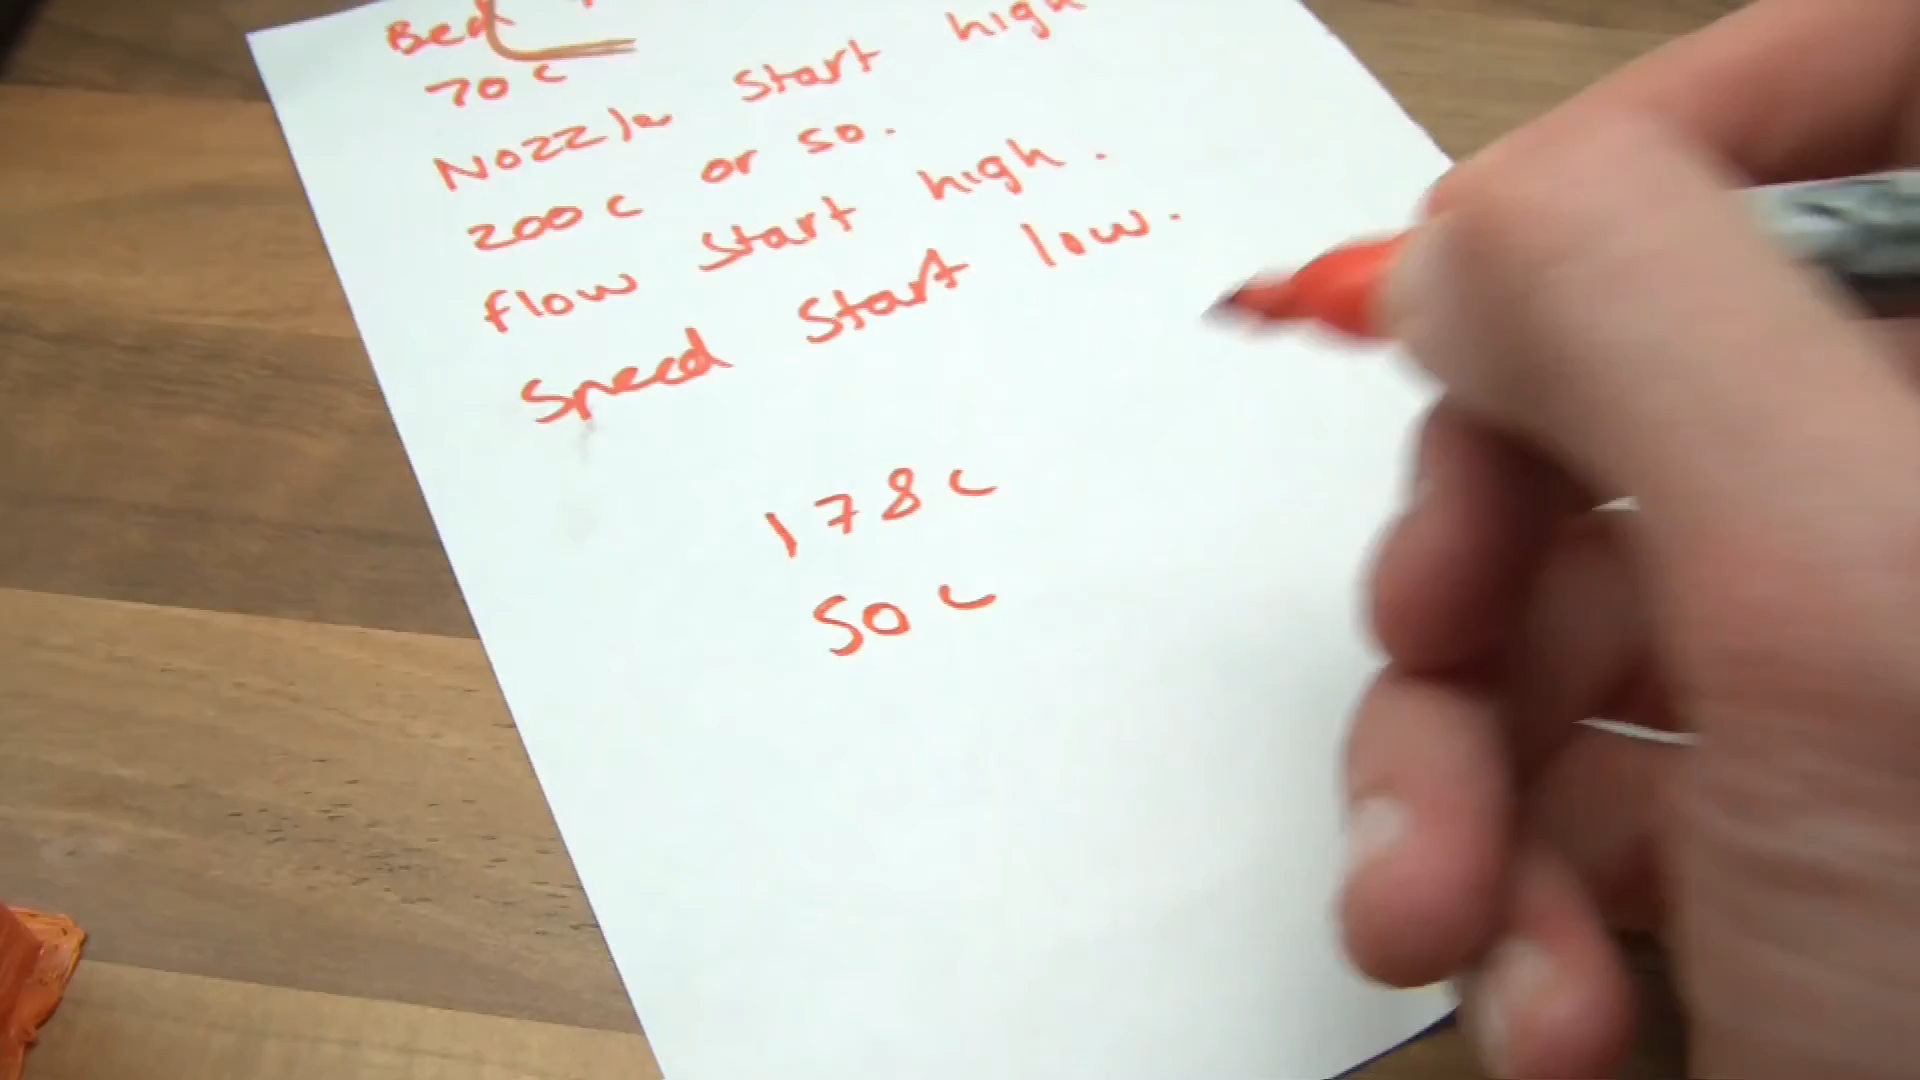 Bed
70c
Nozzle start high
200c or so.
flow start high.
Speed start low.
178c
50c